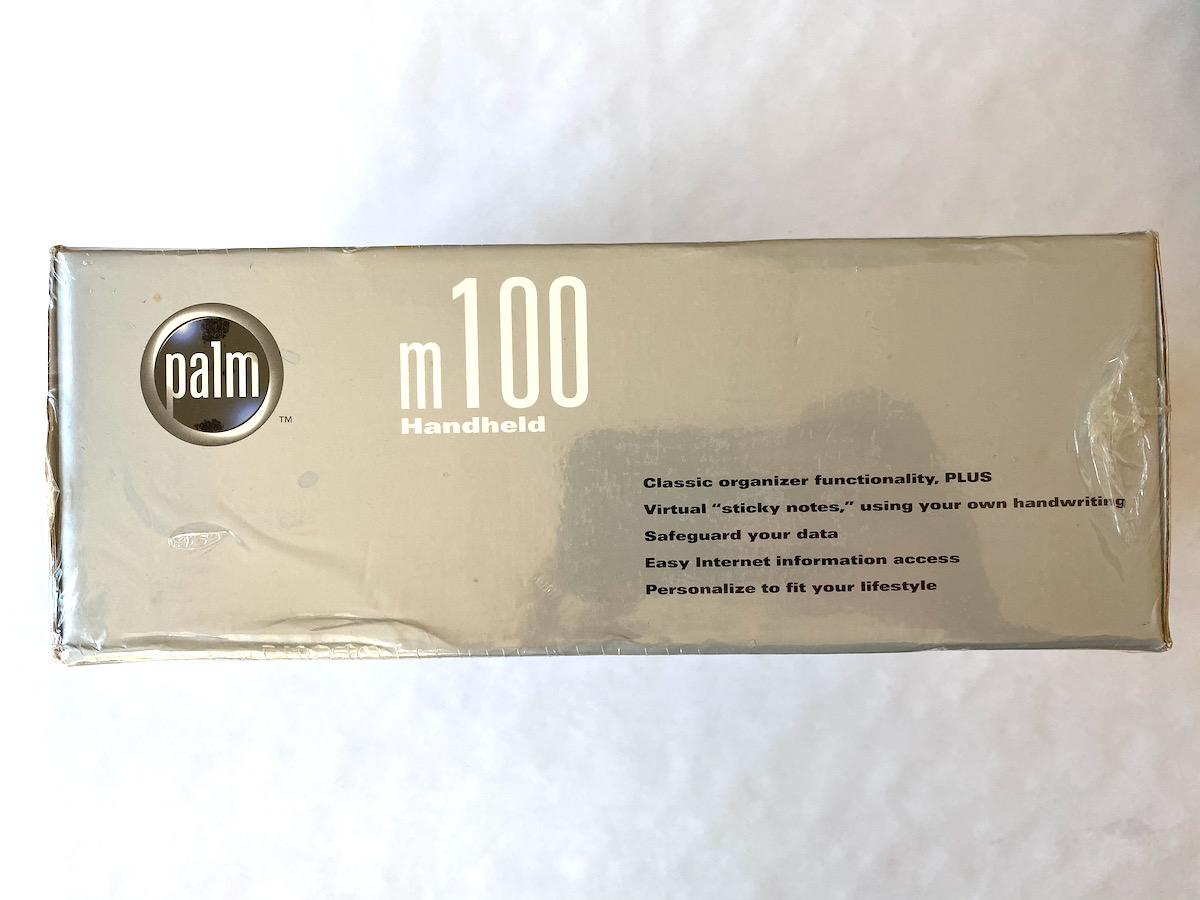 palm
TM
m100
Handheld
Classic organizer functionality, PLUS
Virtual “sticky notes,” using your own handwriting
Safeguard your data
Easy Internet information access
Personalize to fit your lifestyle